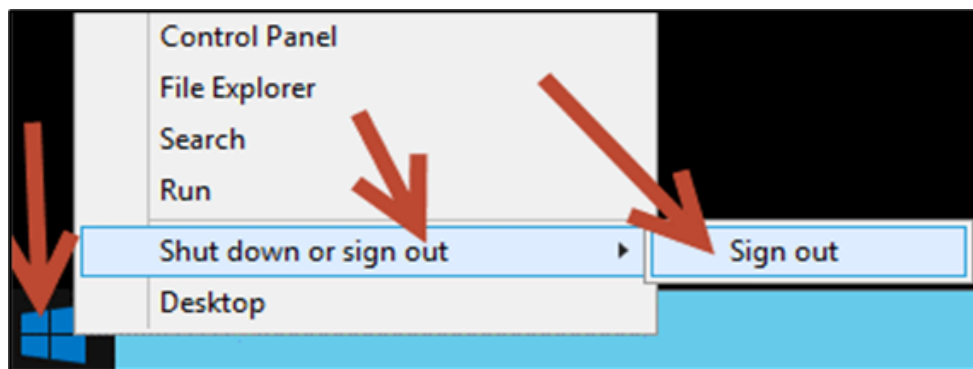 Control Panel
File Explorer
Search
Run
Shut down or sign out
Sign out
Desktop